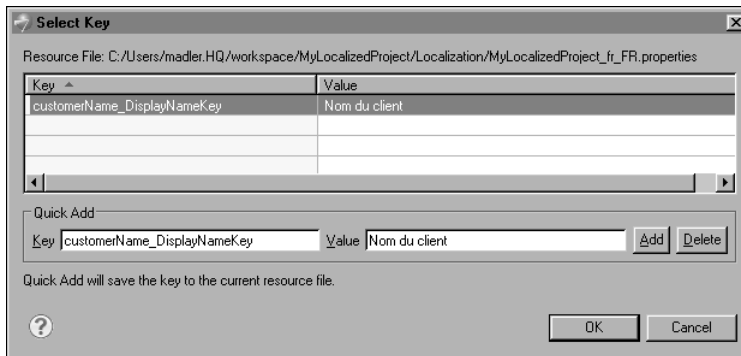 Select Key
Resource File: C:/Users/madler.HQ/workspace/MyLocalizedProject/Localization/MyLocalizedProject_fr_FR.properties
Key Value
customerName_DisplayNameKey Nom du client
Quick Add
Key customerName_DisplayNameKey Value Nom du client Add Delete
Quick Add will save the key to the current resource file.
? OK Cancel